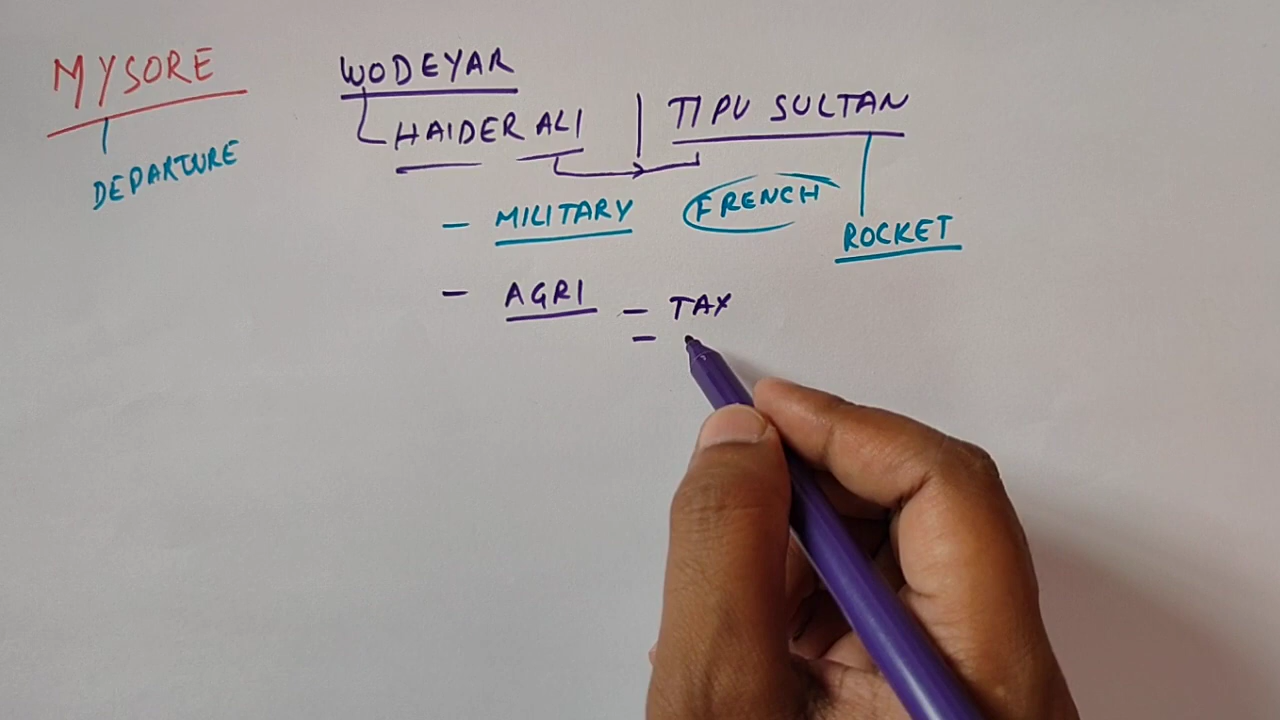 MYSORE WODEYAR
HAIDER ALI | TIPU SULTAN
DEPARTURE
- MILITARY FRENCH
ROCKET
- AGRI - TAX
-